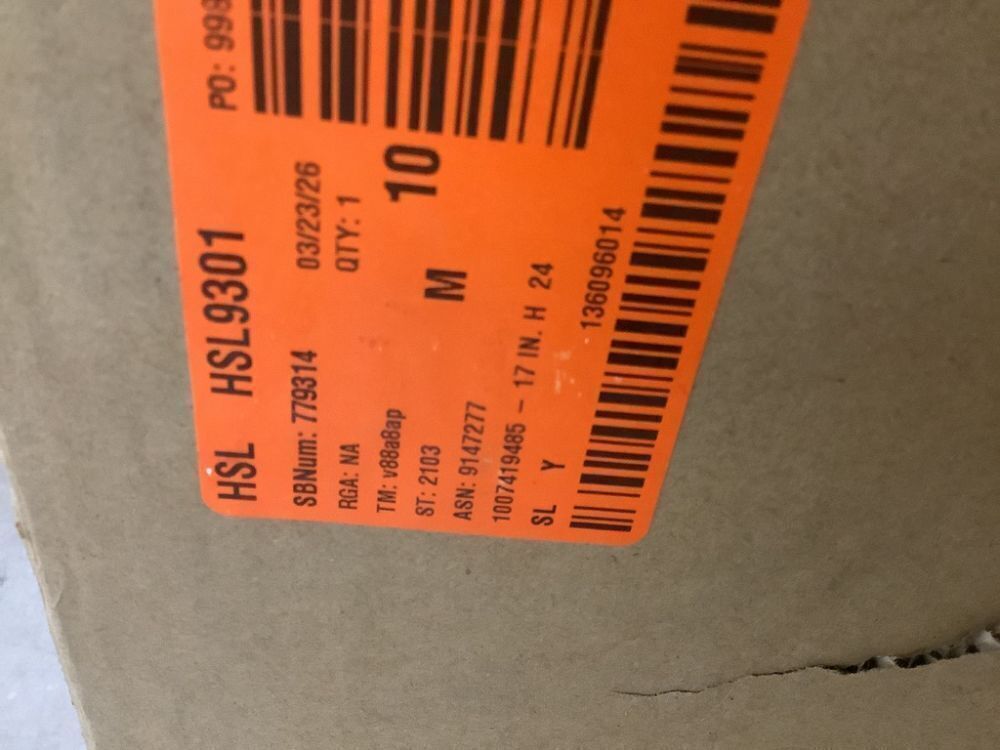 HSL HSL9301 PO: 998
SBNum: 779314 03/23/26
RGA: NA QTY: 1
TM: v88a8ap
ST: 2103 M 10
ASN: 9147277
1007419485 – 17 IN. H 24
SL Y
136096014